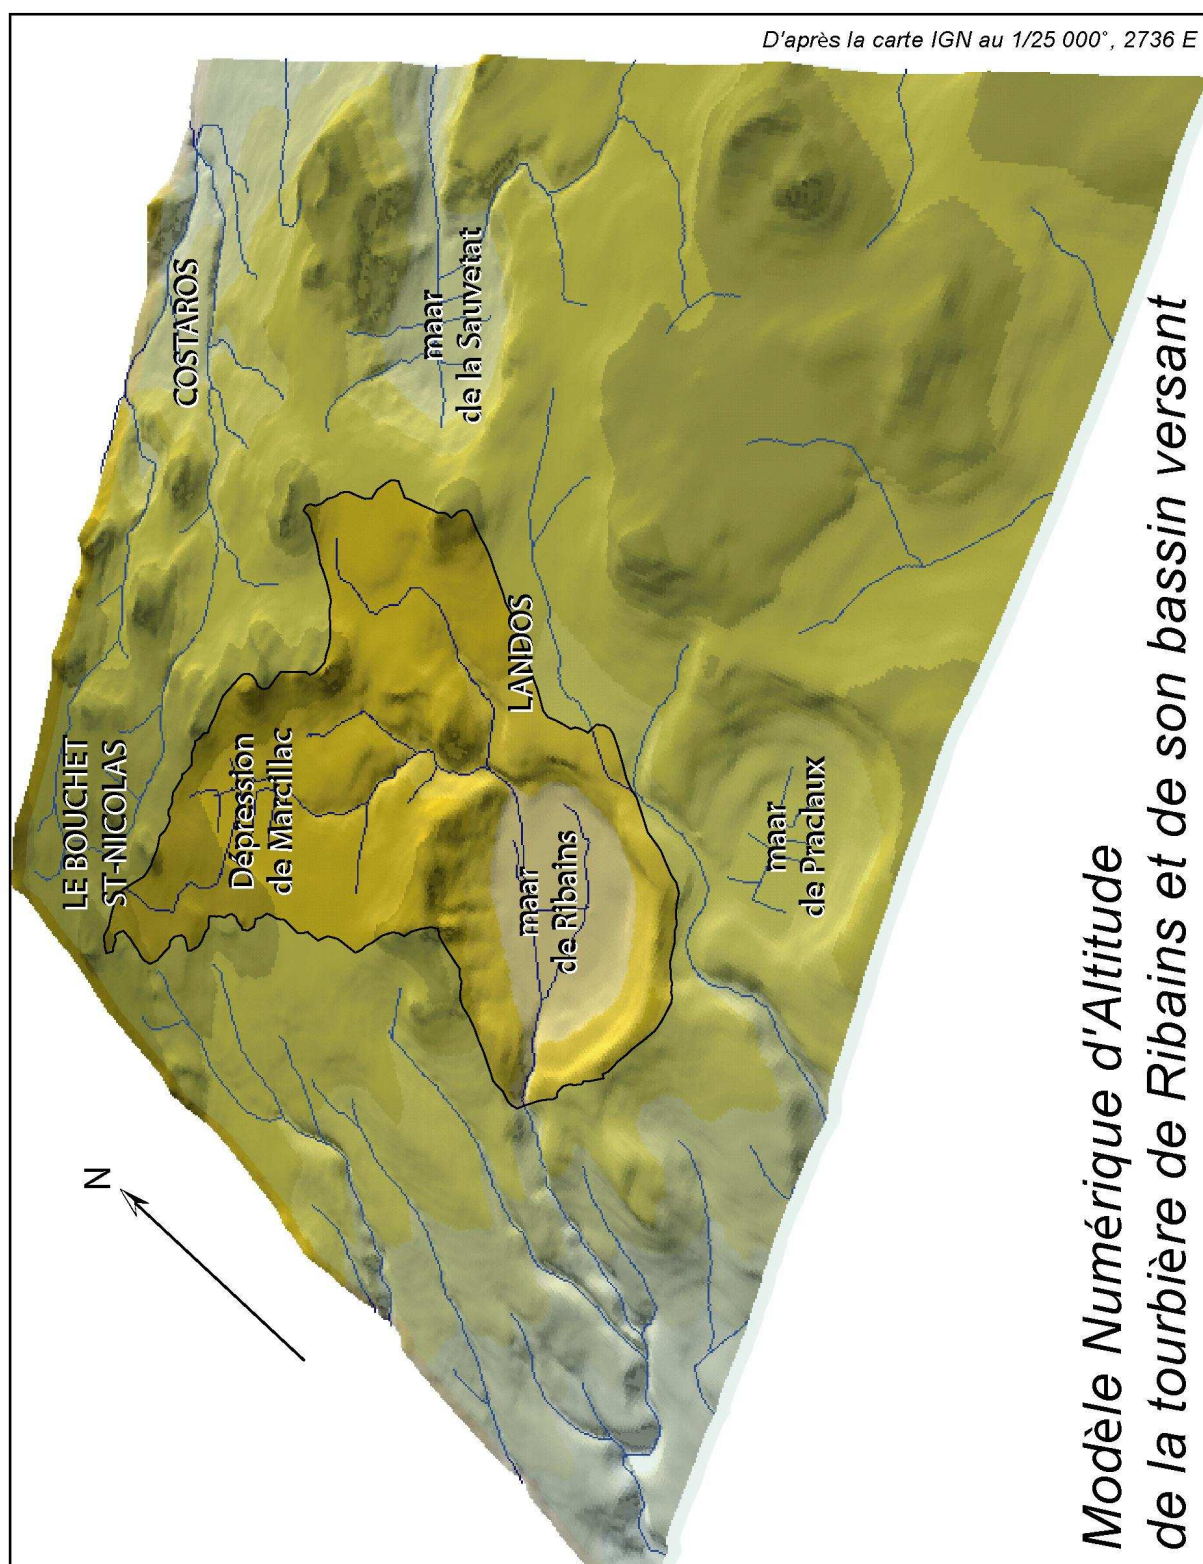 D'après la carte IGN au 1/25 000°, 2736 E
LE BOUCHET
ST-NICOLAS
COSTAROS
Dépression
de Marcillac
maar
de la Sauvetat
LANDOS
maar
de Ribains
maar
de Praclaux
N
Modèle Numérique d'Altitude
de la tourbière de Ribains et de son bassin versant